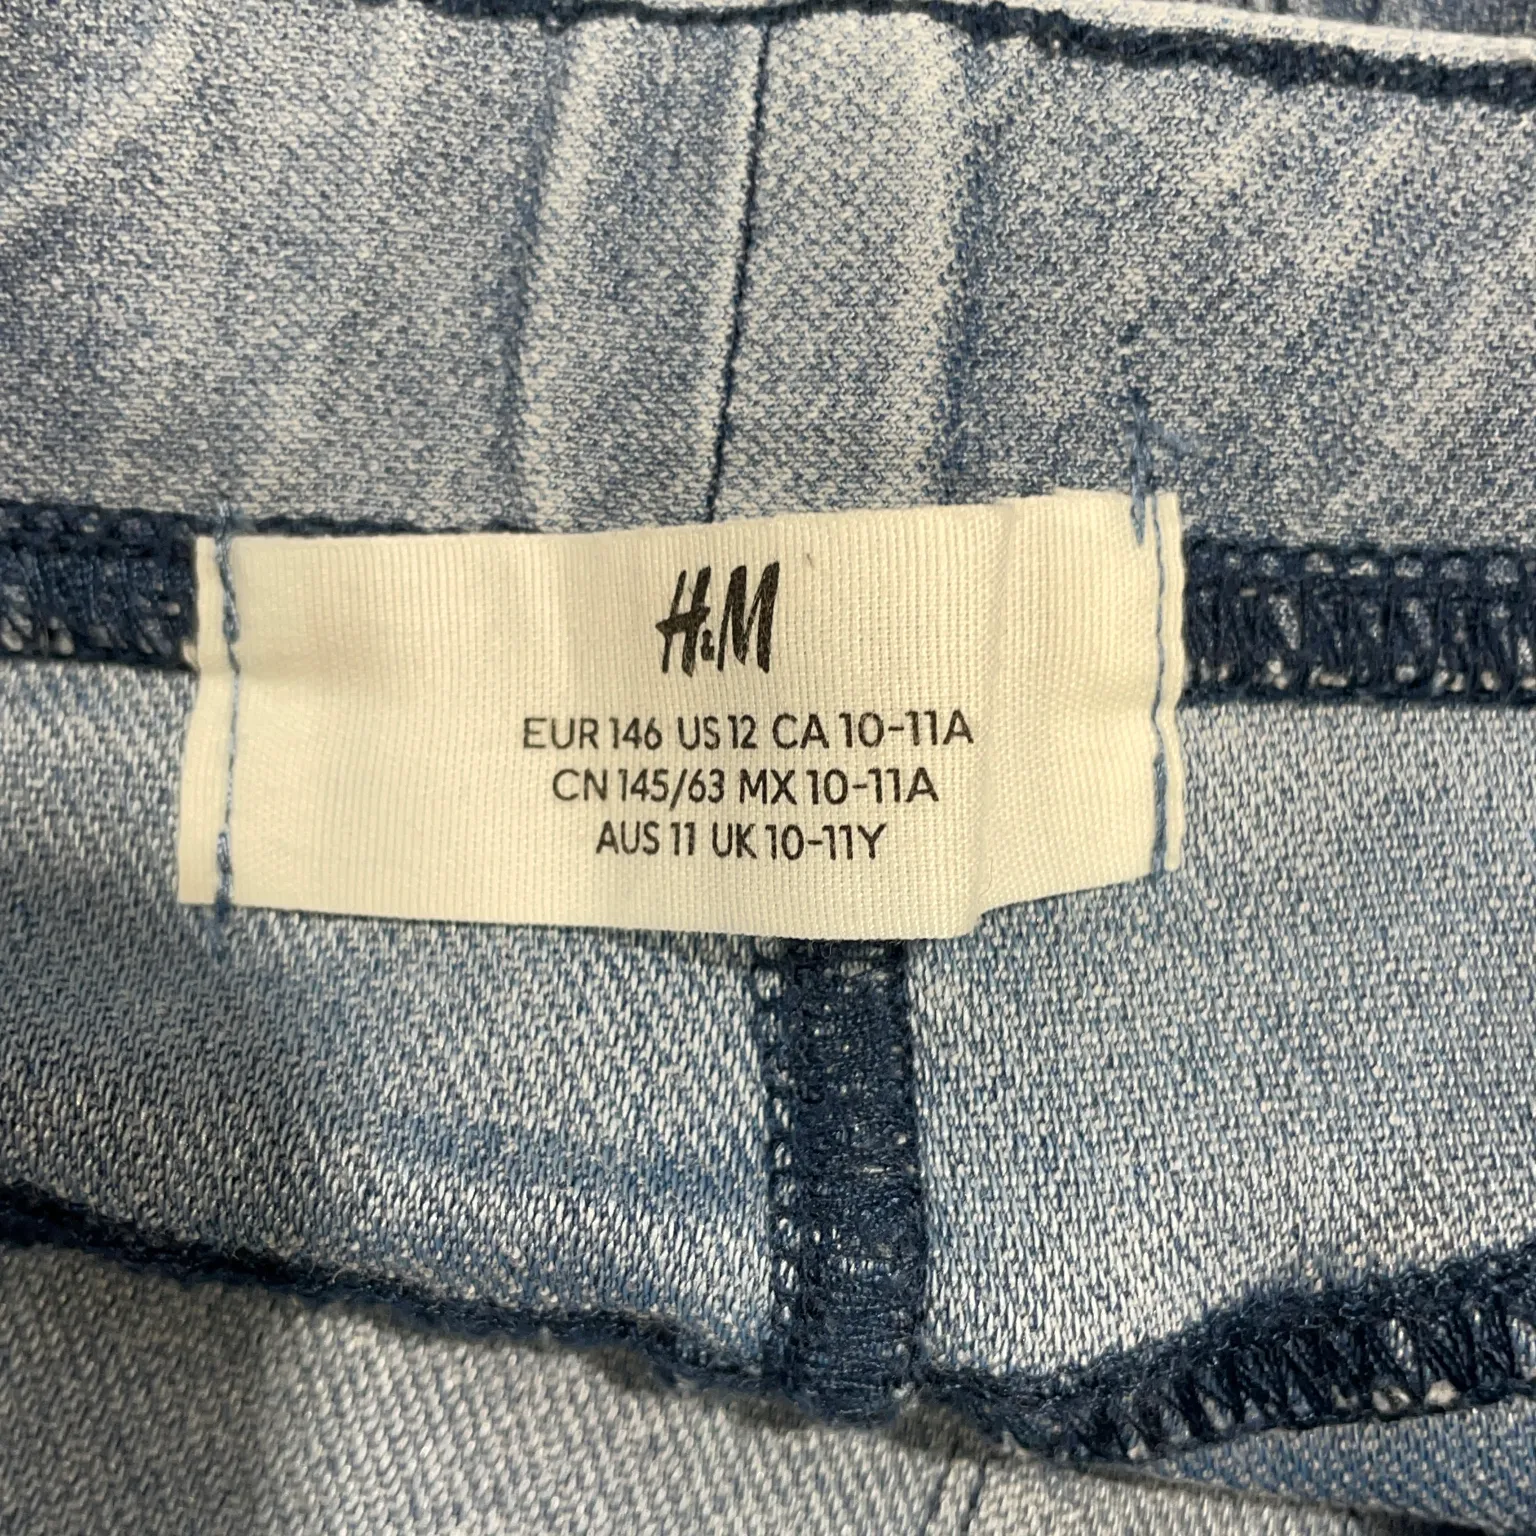 H&M
EUR 146 US 12 CA 10-11A
CN 145/63 MX 10-11A
AUS 11 UK 10-11Y